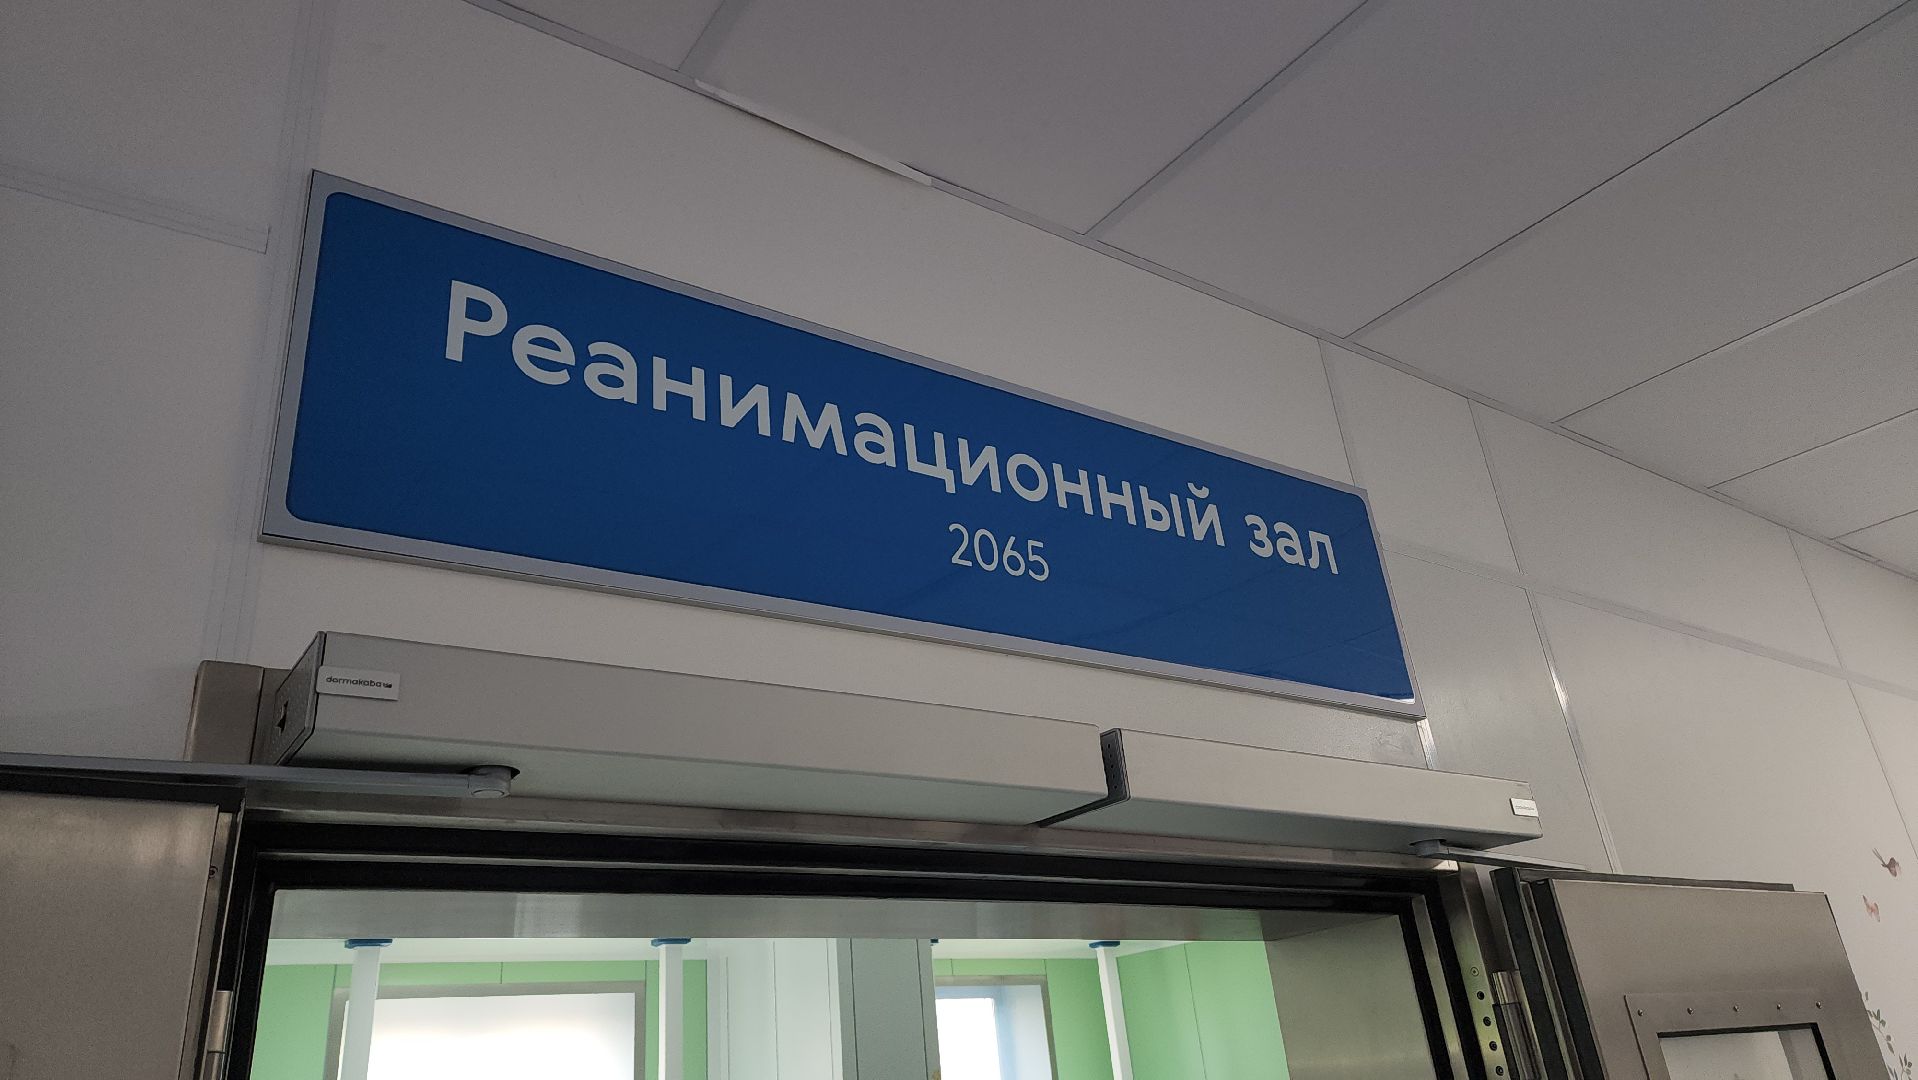 Реанимационный зал
2065
dormakaba